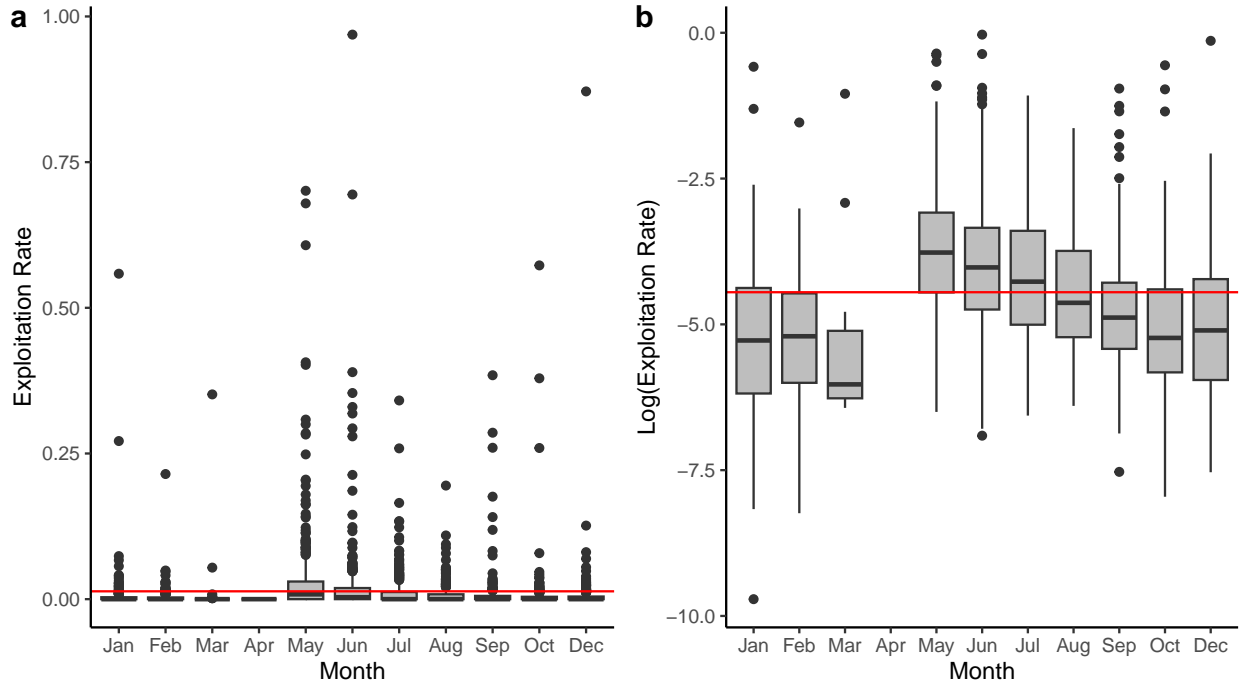 a
1.00
0.75
0.50
0.25
0.00
Exploitation Rate
Jan Feb Mar Apr May Jun Jul Aug Sep Oct Dec
Month
b
0.0
−2.5
−5.0
−7.5
−10.0
Log(Exploitation Rate)
Jan Feb Mar Apr May Jun Jul Aug Sep Oct Dec
Month